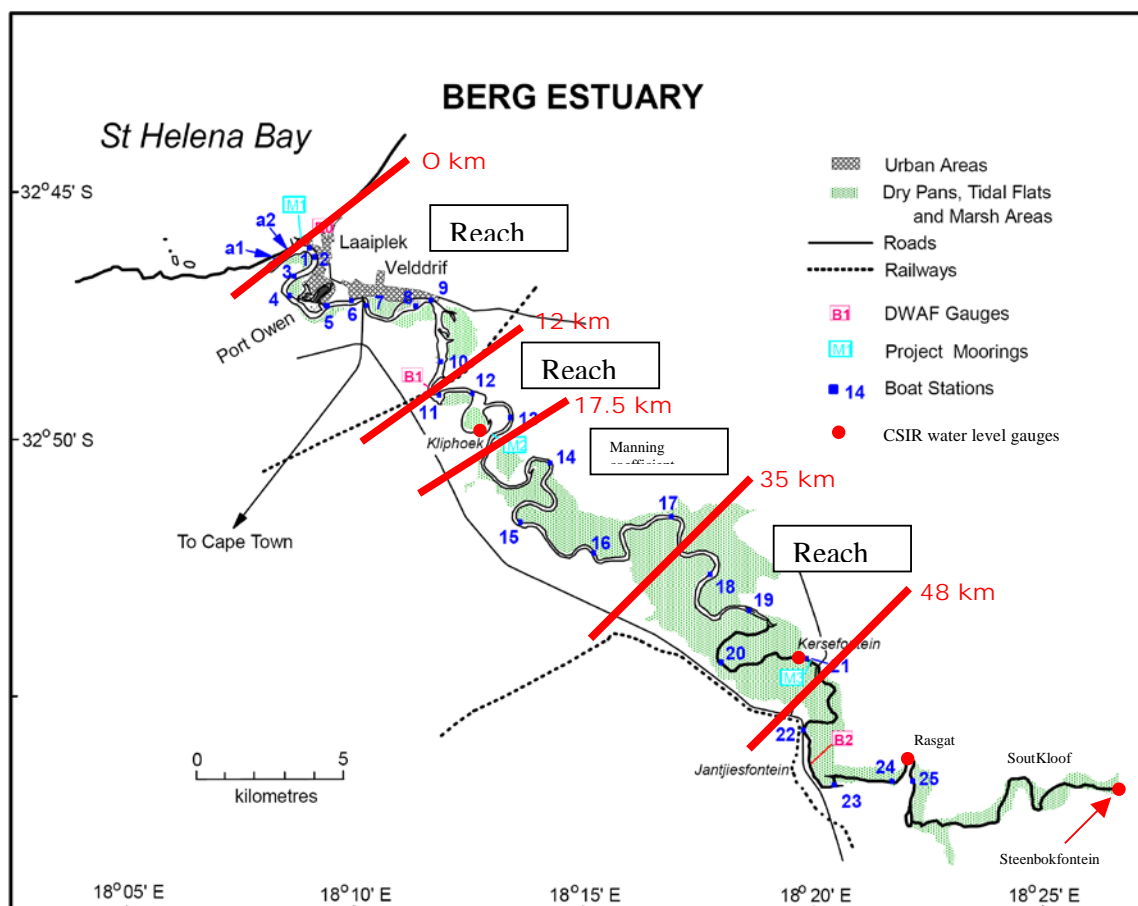 BERG ESTUARY
St Helena Bay
0 km
32°45' S
M1
a2
a1
Laaiplek
Reach
Urban Areas
Dry Pans, Tidal Flats
and Marsh Areas
Roads
Railways
B1 DWAF Gauges
M1 Project Moorings
14 Boat Stations
CSIR water level gauges
1 2
3
4
5
6
7
8
9
Velddrif
Port Owen
12 km
10
B1
11
12
Reach
17.5 km
13
32°50' S
Kliphoek
M2
14
Manning
coefficient
35 km
To Cape Town
15
16
17
Reach
18
19
48 km
Kersefontein
20
21
M3
22
B2
Jantjiesfontein
23
24
25
Rasgat
SoutKloof
Steenbokfontein
0 5
kilometres
18°05' E
18°10' E
18°15' E
18°20' E
18°25' E